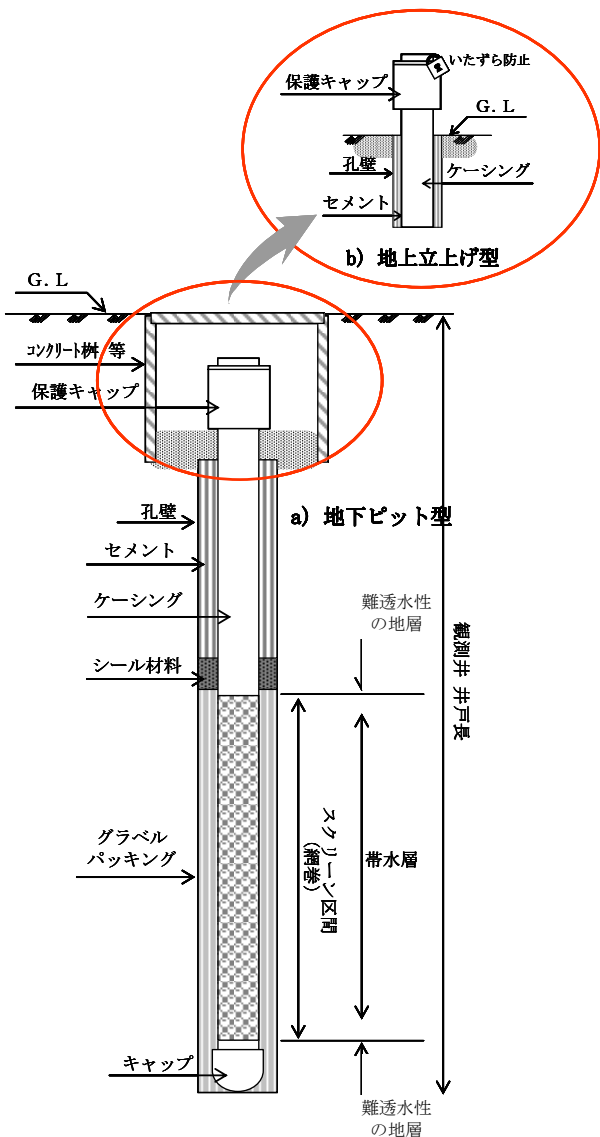 いたずら防止
保護キャップ
G. L
孔壁
ケーシング
セメント
b) 地上立上げ型
G. L
コンクリート桝 等
保護キャップ
a) 地下ピット型
孔壁
セメント
ケーシング
難透水性
の地層
シール材料
観測井 井戸長
スクリーン区間
(網巻)
帯水層
グラベル
パッキング
キャップ
難透水性
の地層